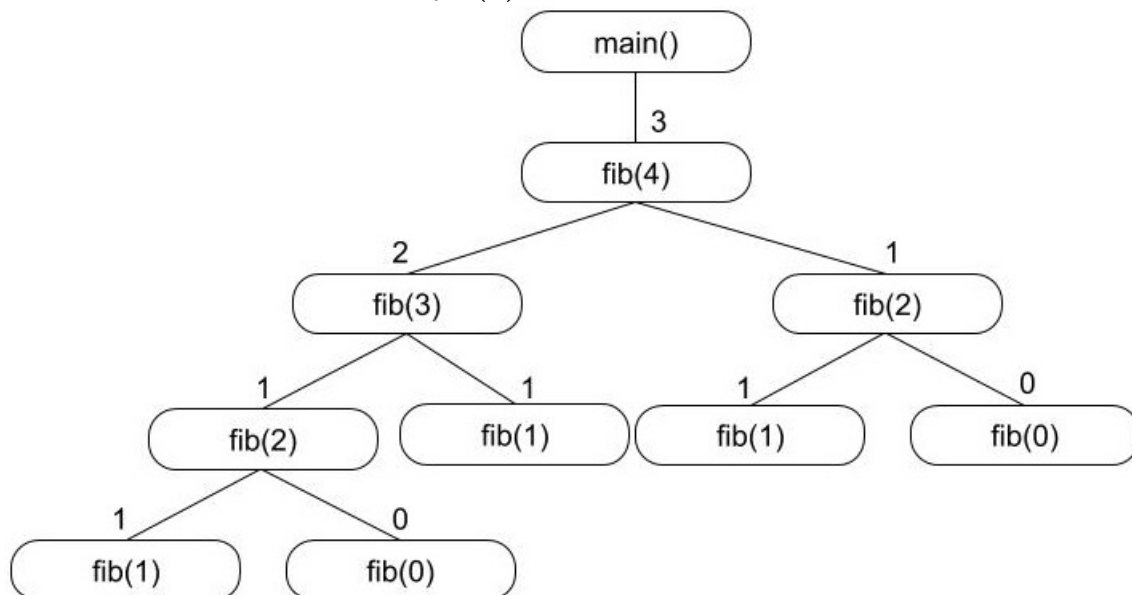 main()
3
fib(4)
2 1
fib(3) fib(2)
1 1 1 0
fib(2) fib(1) fib(1) fib(0)
1 0
fib(1) fib(0)